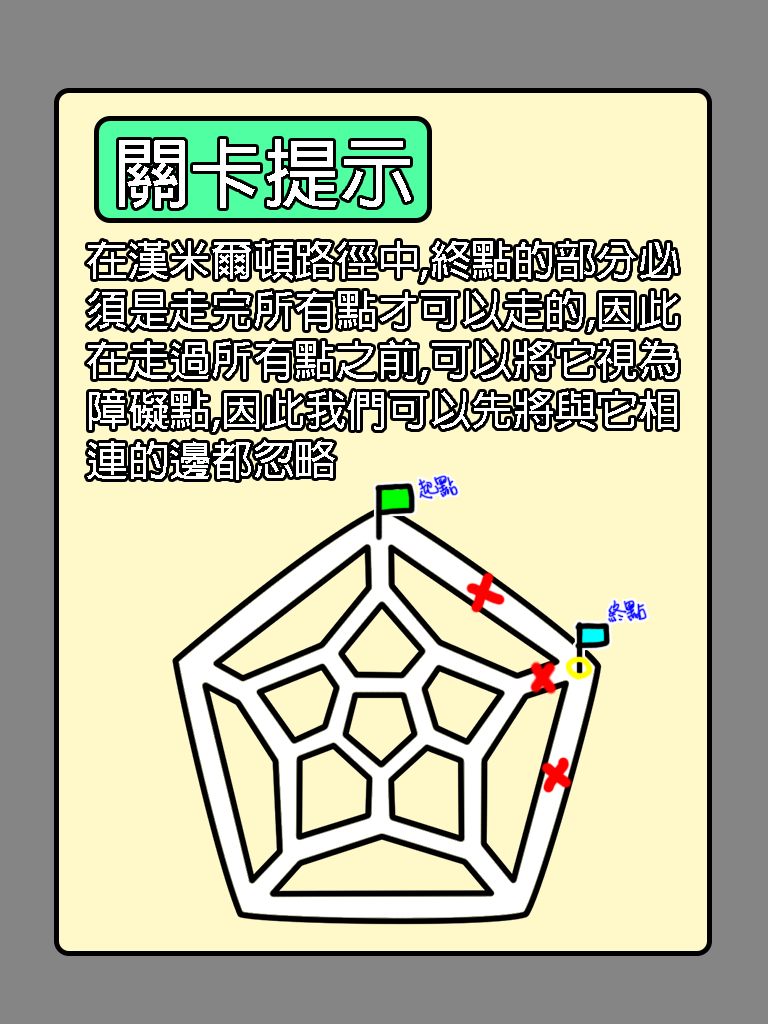 關卡提示
在漢米爾頓路徑中,終點的部分必
須是走完所有點才可以走的,因此
在走過所有點之前,可以將它視為
障礙點,因此我們可以先將與它相
連的邊都忽略
起點
終點